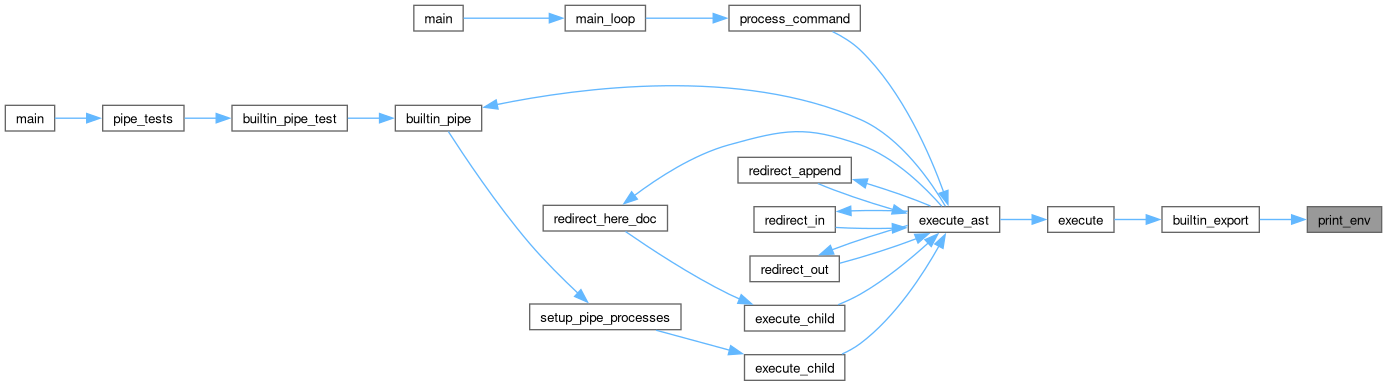 main
main_loop
process_command
main
pipe_tests
builtin_pipe_test
builtin_pipe
redirect_append
redirect_here_doc
redirect_in
execute_ast
execute
builtin_export
print_env
redirect_out
setup_pipe_processes
execute_child
execute_child